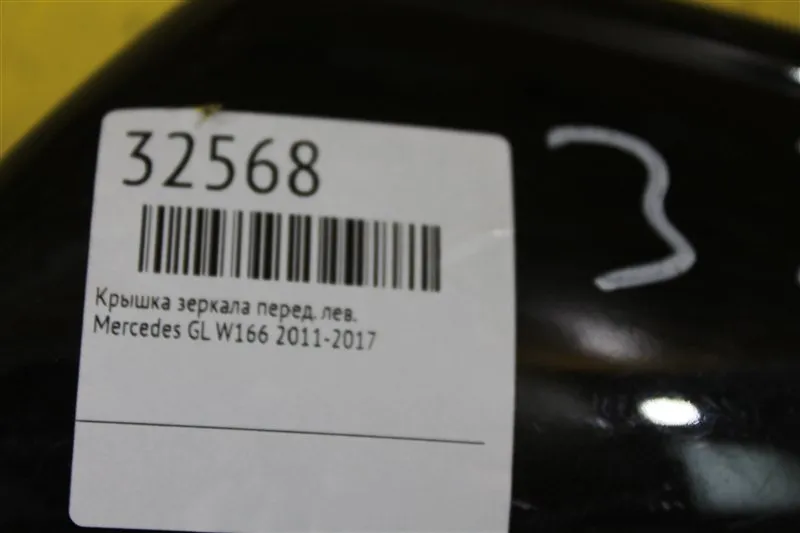 32568
3
Крышка зеркала перед. лев.
Mercedes GL W166 2011-2017